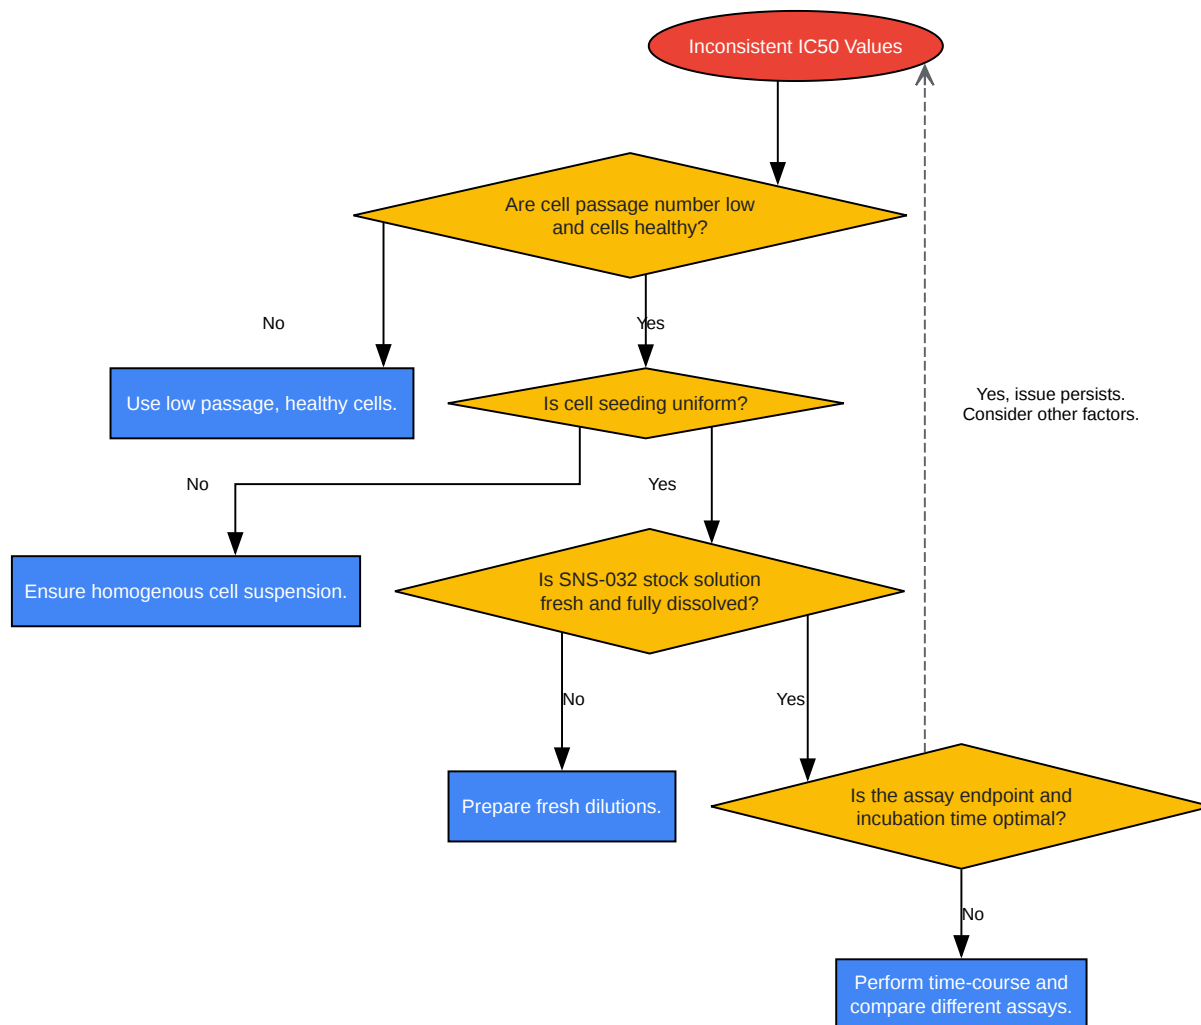 Inconsistent IC50 Values
Are cell passage number low
and cells healthy?
No
Yes
Use low passage, healthy cells.
Is cell seeding uniform?
Yes, issue persists.
Consider other factors.
No
Yes
Ensure homogenous cell suspension.
Is SNS-032 stock solution
fresh and fully dissolved?
No
Yes
Prepare fresh dilutions.
Is the assay endpoint and
incubation time optimal?
No
Perform time-course and
compare different assays.